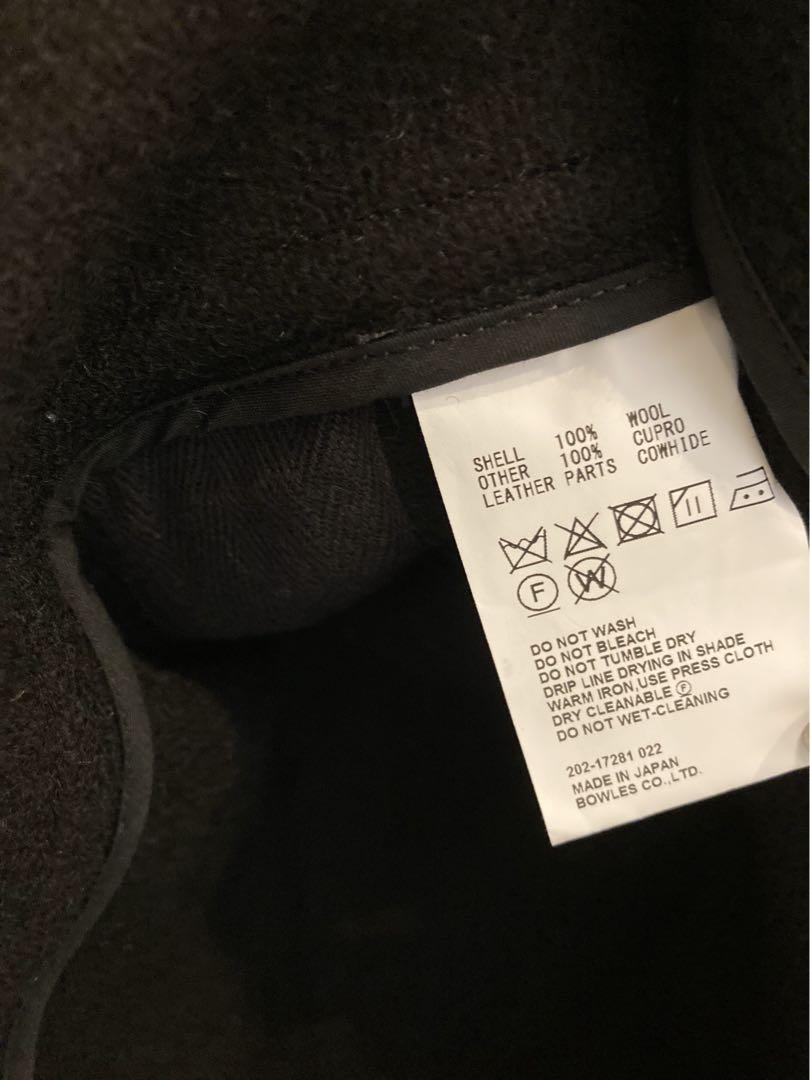 SHELL 100% WOOL
OTHER 100% CUPRO
LEATHER PARTS COWHIDE
F W
DO NOT WASH
DO NOT BLEACH
DO NOT TUMBLE DRY
DRIP LINE DRYING IN SHADE
WARM IRON,USE PRESS CLOTH
DRY CLEANABLE Ⓕ
DO NOT WET-CLEANING
202-17281 022
MADE IN JAPAN
BOWLES CO.,LTD.